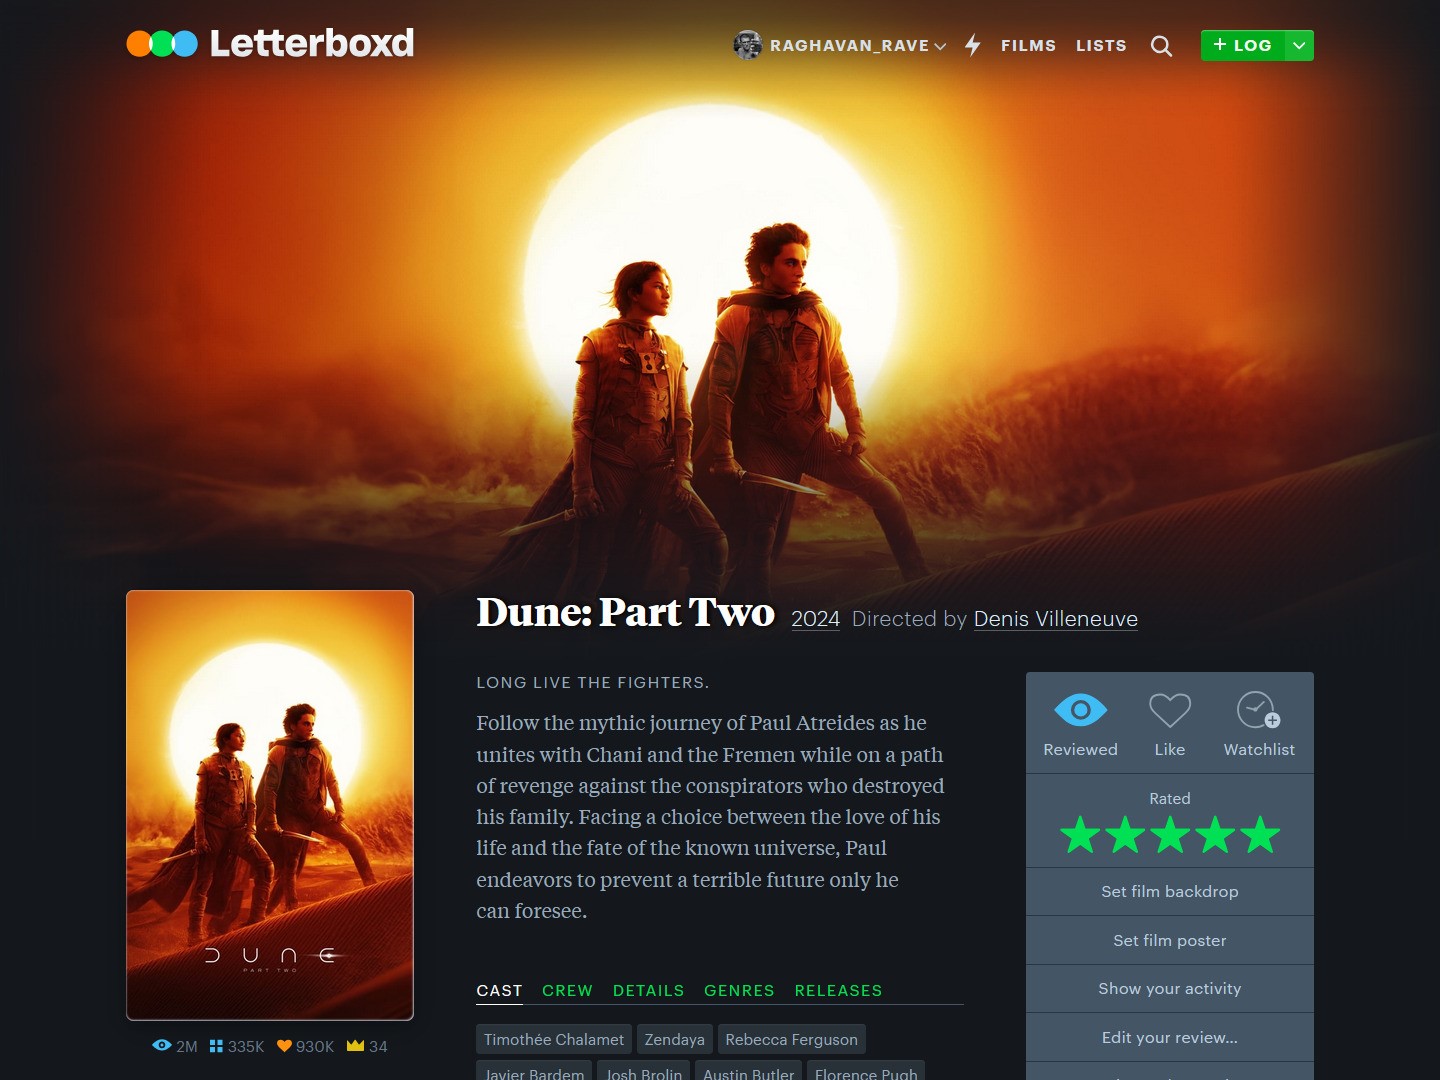 Letterboxd
RAGHAVAN_RAVE FILMS LISTS + LOG
Dune: Part Two 2024 Directed by Denis Villeneuve
LONG LIVE THE FIGHTERS.
Follow the mythic journey of Paul Atreides as he
unites with Chani and the Fremen while on a path
of revenge against the conspirators who destroyed
his family. Facing a choice between the love of his
life and the fate of the known universe, Paul
endeavors to prevent a terrible future only he
can foresee.
CAST CREW DETAILS GENRES RELEASES
Timothée Chalamet Zendaya Rebecca Ferguson
Javier Bardem Josh Brolin Austin Butler Florence Pugh
Reviewed Like Watchlist
Rated
Set film backdrop
Set film poster
Show your activity
Edit your review...
DUNE
PART TWO
2M 335K 930K 34